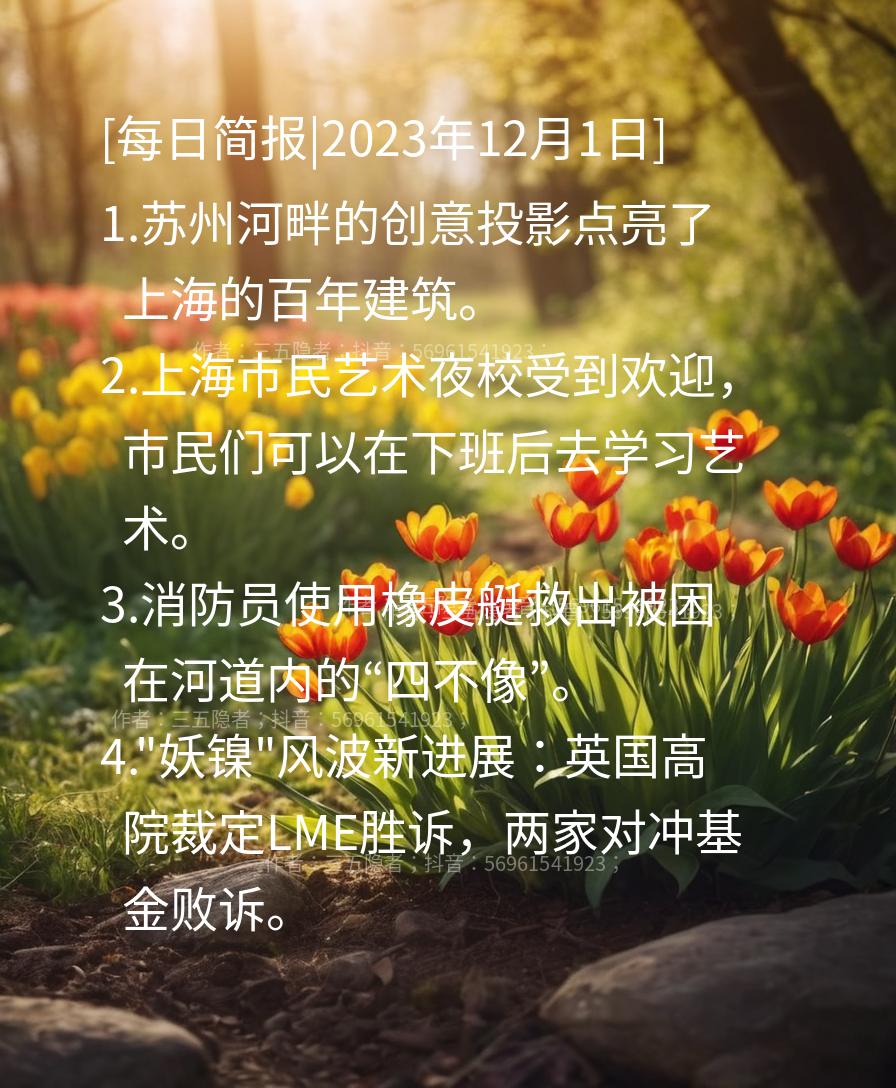 [每日简报|2023年12月1日]
1.苏州河畔的创意投影点亮了
上海的百年建筑。
作者：三五隐者；抖音：56961541923；
2.上海市民艺术夜校受到欢迎，
市民们可以在下班后去学习艺
术。
3.消防员使用橡皮艇救出被困
在河道内的“四不像”。
作者：三五隐者；抖音：56961541923；
4."妖镍"风波新进展：英国高
院裁定LME胜诉，两家对冲基
作者：三五隐者；抖音：56961541923；
金败诉。